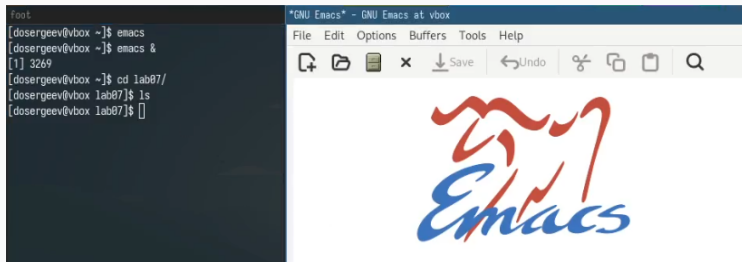 foot
[dosergeev@vbox ~]$ emacs
[dosergeev@vbox ~]$ emacs &
[1] 3269
[dosergeev@vbox ~]$ cd lab07/
[dosergeev@vbox lab07]$ ls
[dosergeev@vbox lab07]$
*GNU Emacs* - GNU Emacs at vbox
File Edit Options Buffers Tools Help
Save Undo
Emacs